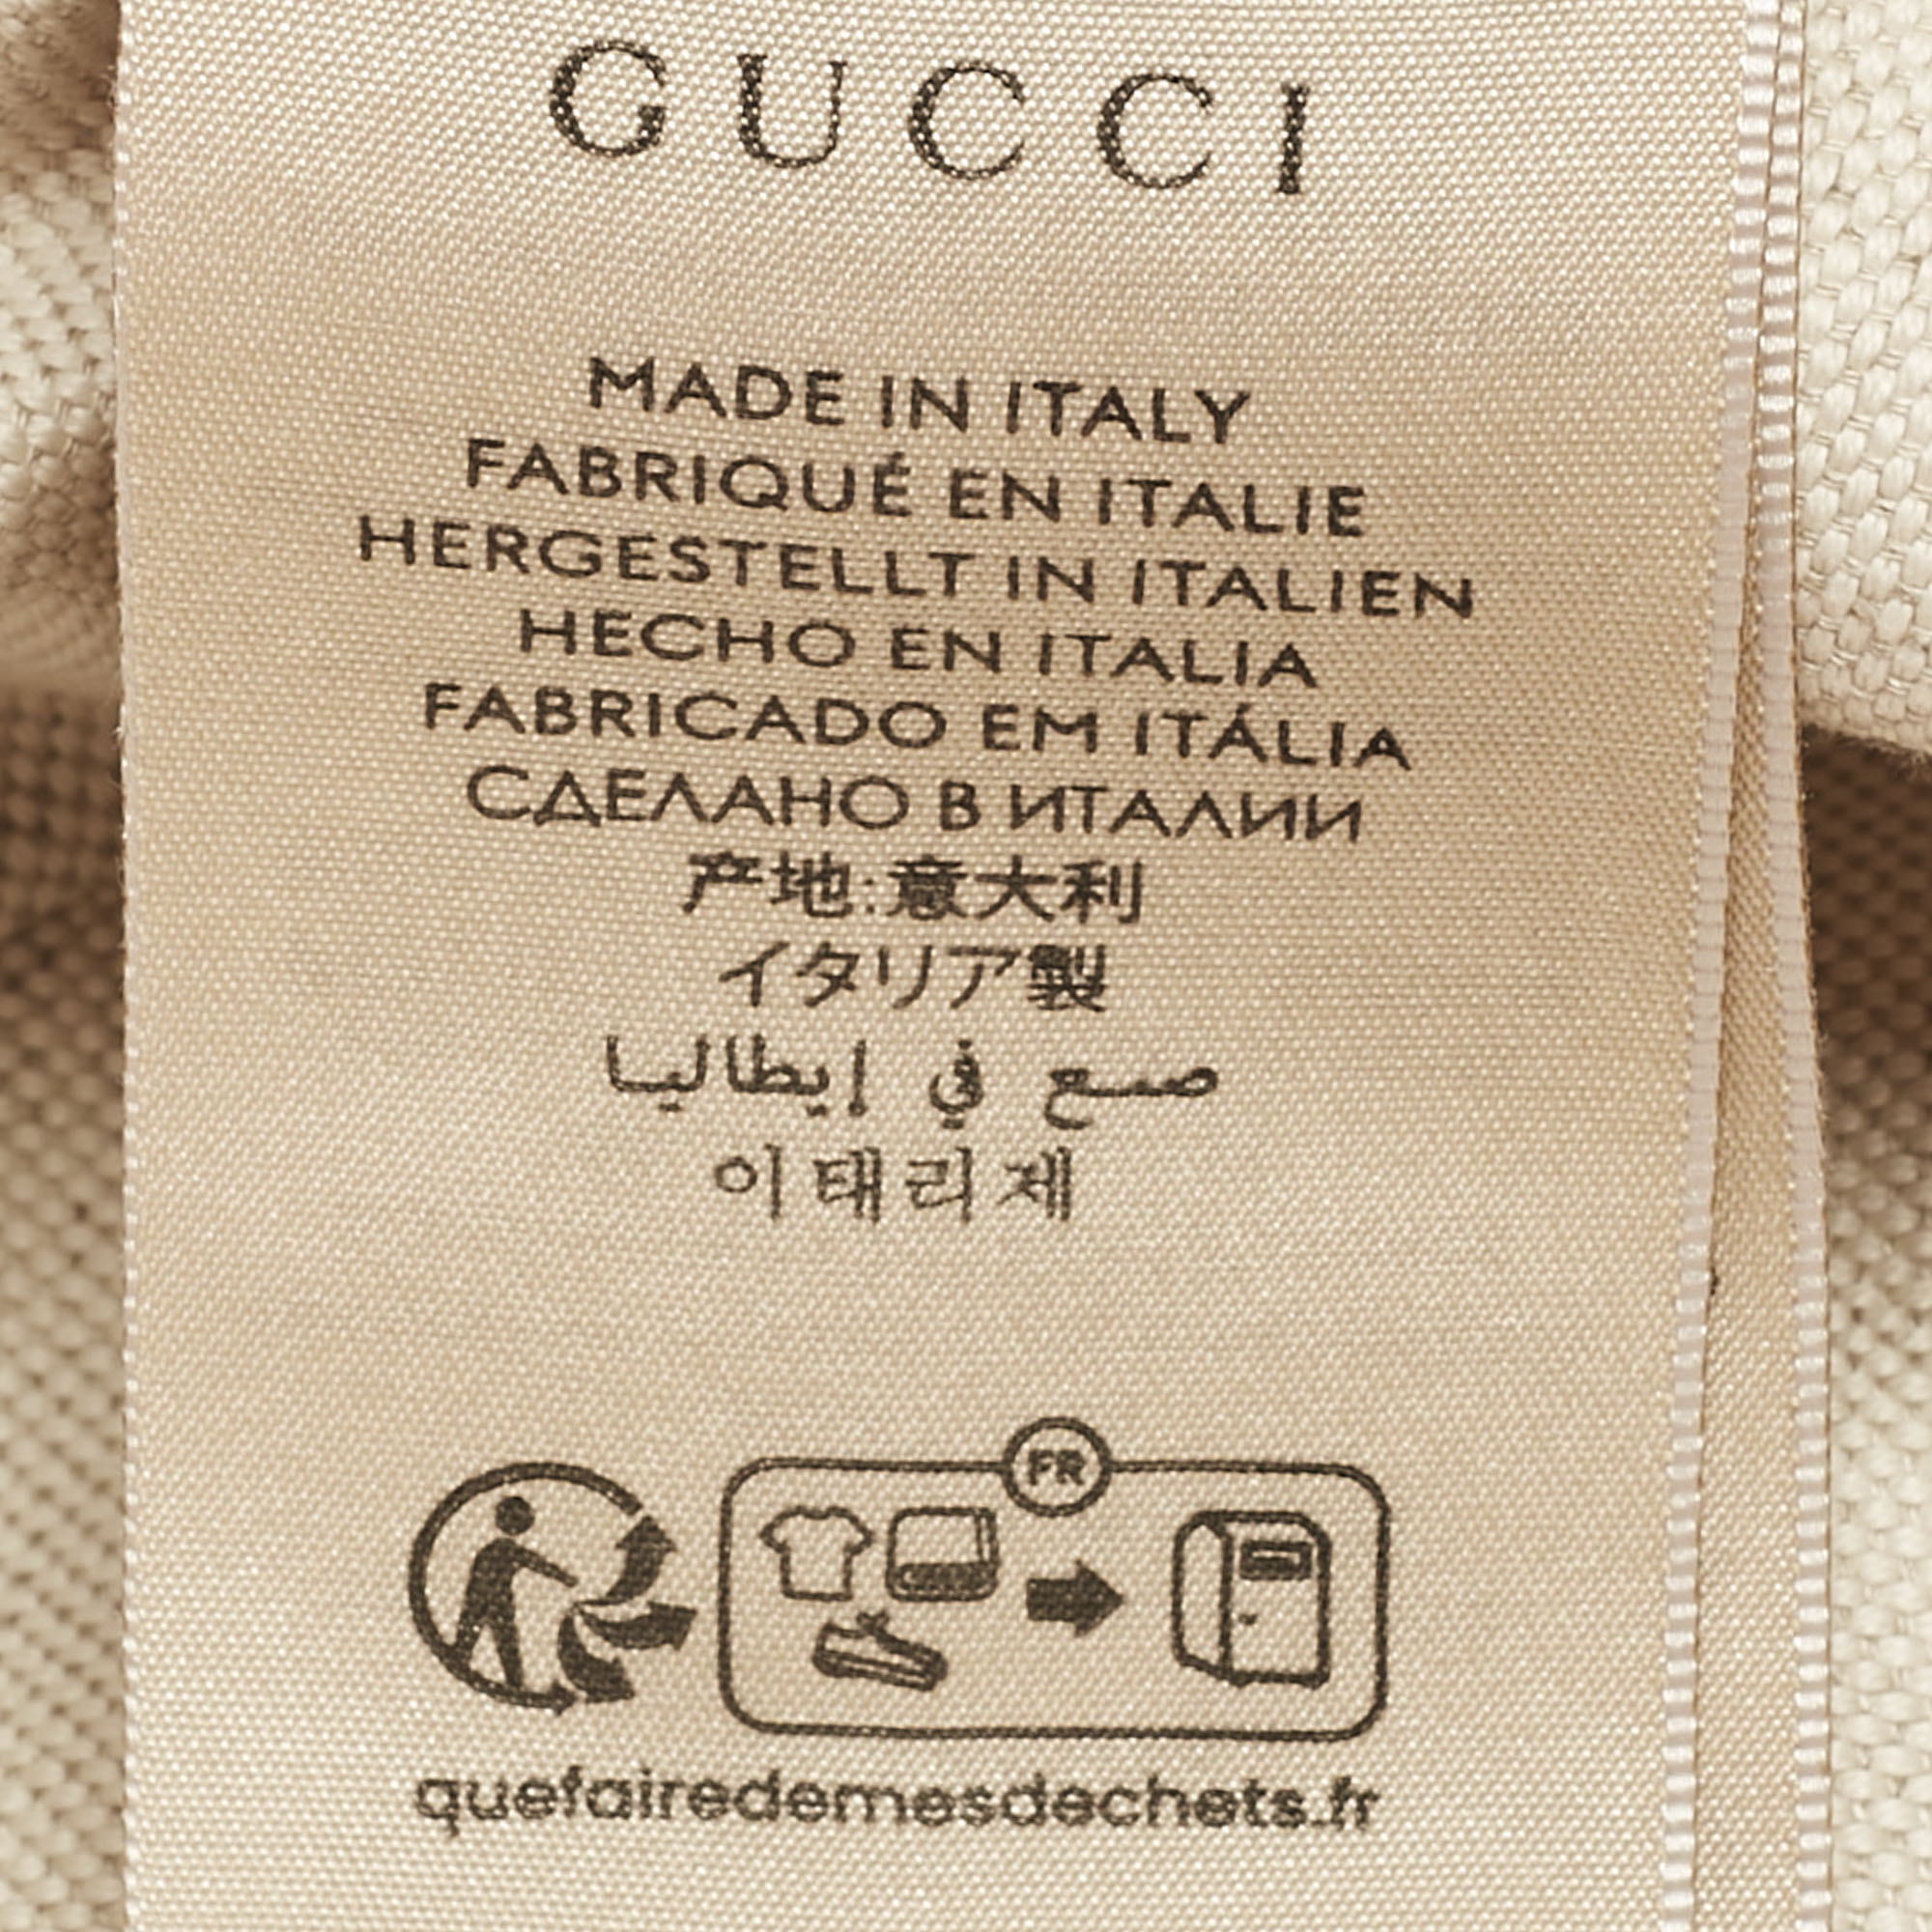 GUCCI
MADE IN ITALY
FABRIQUÉ EN ITALIE
HERGESTELLT IN ITALIEN
HECHO EN ITALIA
FABRICADO EM ITÁLIA
СДЕЛАНО В ИТАЛИИ
产地:意大利
イタリア製
صنع في إيطاليا
이태리제
FR
quefairedemesdechets.fr